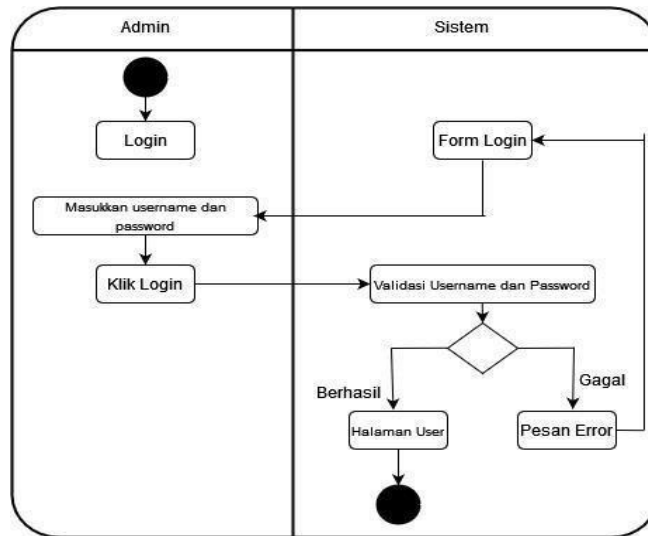 Admin
Sistem
Login
Form Login
Masukkan username dan
password
Klik Login
Validasi Username dan Password
Berhasil
Gagal
Halaman User
Pesan Error